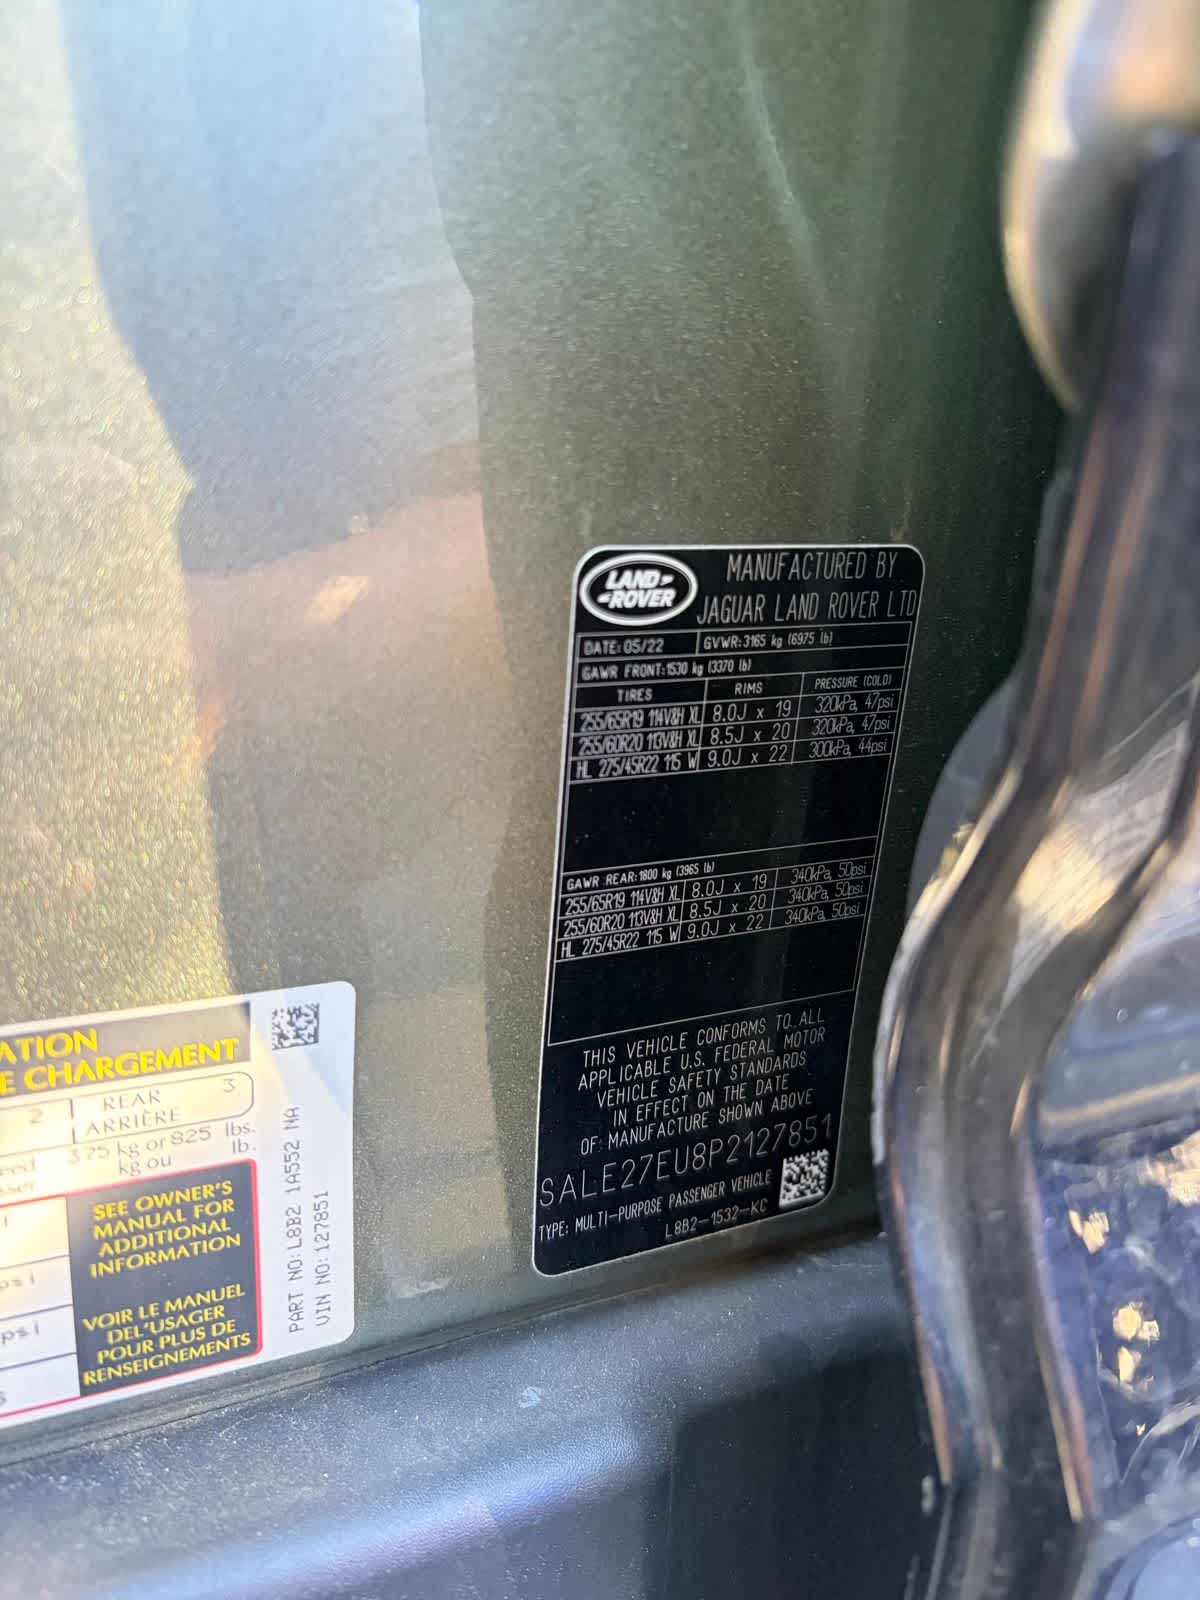 LAND-
-ROVER
MANUFACTURED BY
JAGUAR LAND ROVER LTD
DATE: 05/22 GVWR: 3165 kg (6975 lb)
GAWR FRONT: 1530 kg (3370 lb)
TIRES RIMS PRESSURE (COLD)
255/65R19 114V&H XL 8.0J x 19 320kPa, 47psi
255/60R20 113V&H XL 8.5J x 20 320kPa, 47psi
HL 275/45R22 115 W 9.0J x 22 300kPa, 44psi
GAWR REAR: 1800 kg (3965 lb)
255/65R19 114V&H XL 8.0J x 19 340kPa, 50psi
255/60R20 113V&H XL 8.5J x 20 340kPa, 50psi
HL 275/45R22 115 W 9.0J x 22 340kPa, 50psi
THIS VEHICLE CONFORMS TO ALL
APPLICABLE U.S. FEDERAL MOTOR
VEHICLE SAFETY STANDARDS
IN EFFECT ON THE DATE
OF MANUFACTURE SHOWN ABOVE
SALE27EU8P2127851
TYPE: MULTI-PURPOSE PASSENGER VEHICLE
L8B2-1532-KC
ATION
E CHARGEMENT
2 REAR 3
ARRIÈRE
375 kg or 825 lbs.
kg ou lb.
psi
psi
SEE OWNER'S
MANUAL FOR
ADDITIONAL
INFORMATION
VOIR LE MANUEL
DEL'USAGER
POUR PLUS DE
RENSEIGNEMENTS
PART NO: L8B2 1A552 NA
VIN NO: 127851